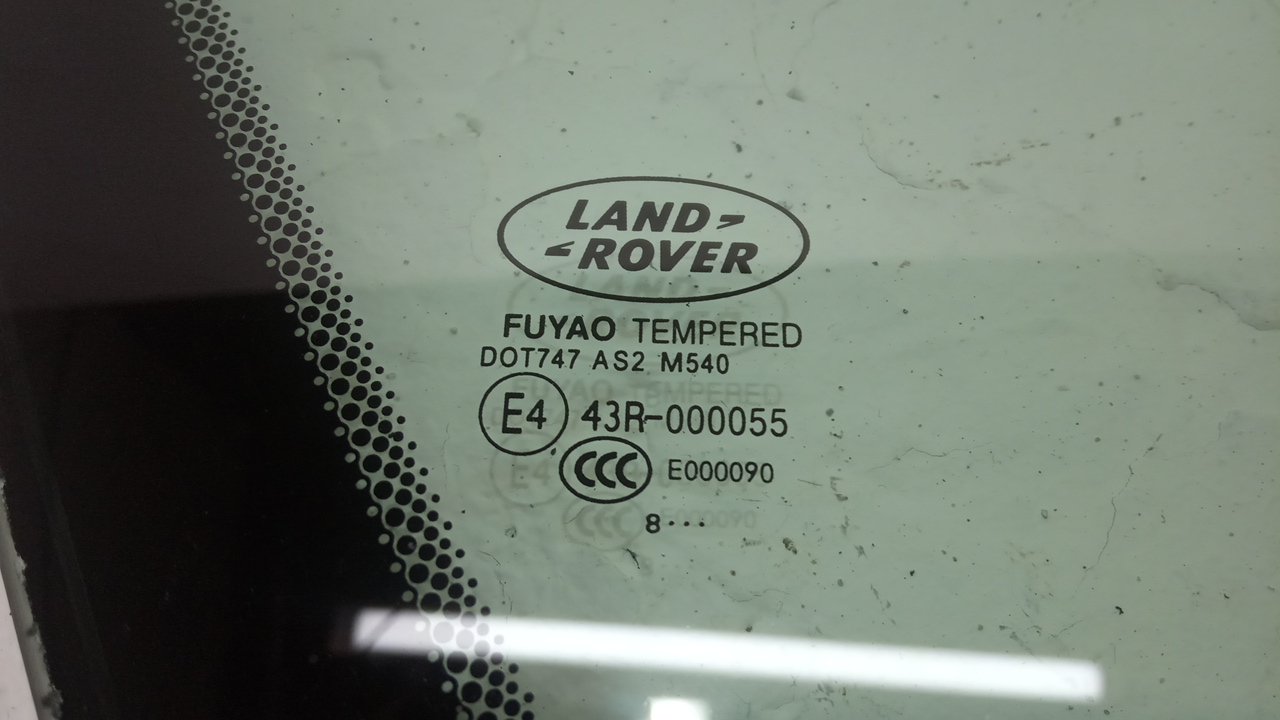 LAND
ROVER
FUYAO TEMPERED
DOT747 AS2 M540
E4 43R-000055
CCC E000090
8...